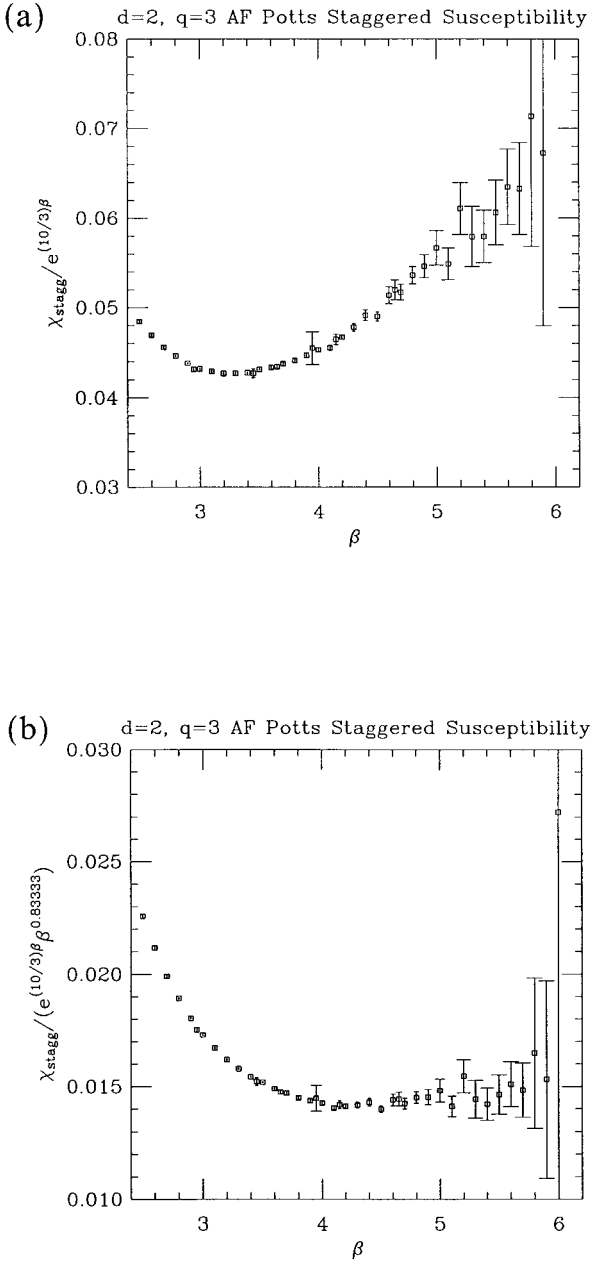 (a)
d=2, q=3 AF Potts Staggered Susceptibility
0.08
0.07
0.06
0.05
0.04
0.03
χstagg/e^(10/3)β
3 4 5 6
β
(b)
d=2, q=3 AF Potts Staggered Susceptibility
0.030
0.025
0.020
0.015
0.010
χstagg/(e^(10/3)β β^0.83333)
3 4 5 6
β